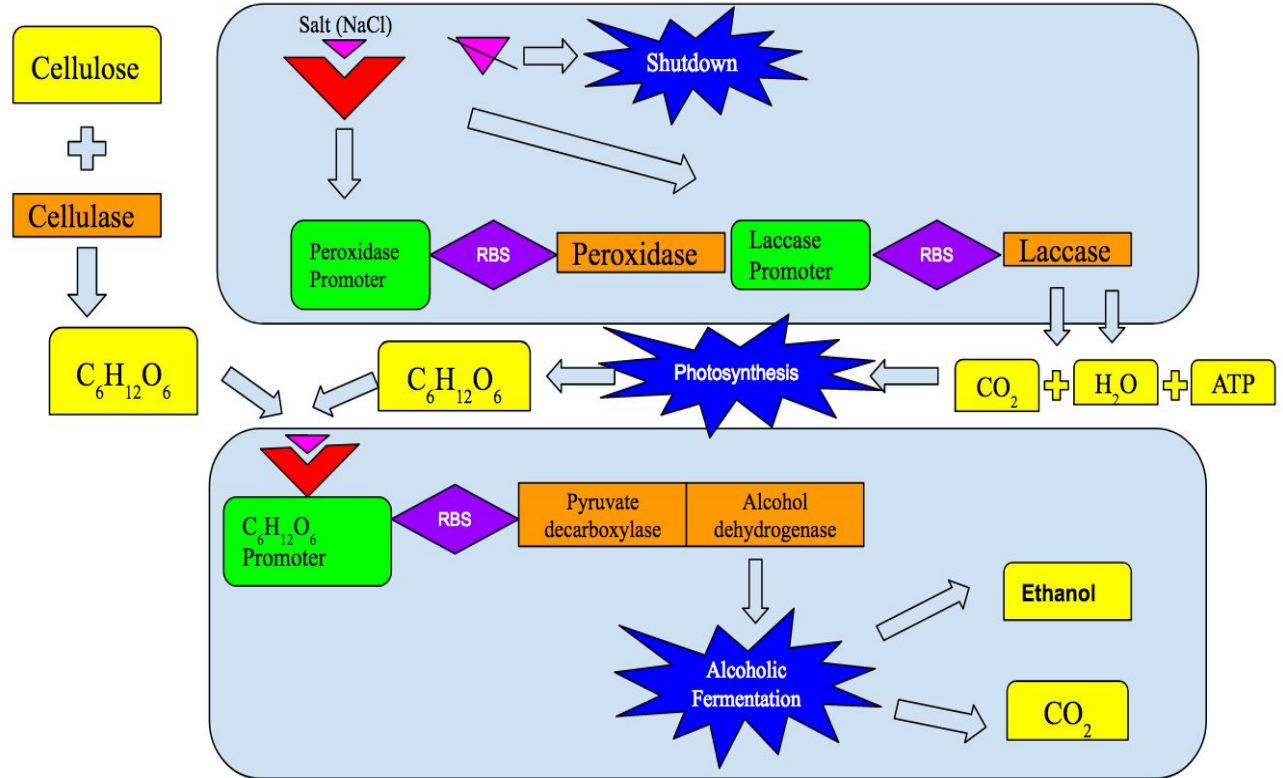 Salt (NaCl)
Shutdown
Cellulose
Cellulase
Peroxidase
Promoter
RBS
Peroxidase
Laccase
Promoter
RBS
Laccase
C₆H₁₂O₆
C₆H₁₂O₆
Photosynthesis
CO₂
H₂O
ATP
C₆H₁₂O₆
Promoter
RBS
Pyruvate
decarboxylase
Alcohol
dehydrogenase
Alcoholic
Fermentation
Ethanol
CO₂